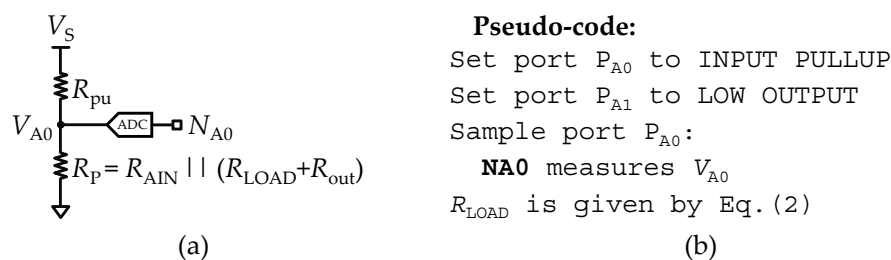 V_S
R_pu
V_A0
ADC
N_A0
R_P = R_AIN || (R_LOAD+R_out)
(a)
Pseudo-code:
Set port P_A0 to INPUT PULLUP
Set port P_A1 to LOW OUTPUT
Sample port P_A0:
NA0 measures V_A0
R_LOAD is given by Eq.(2)
(b)